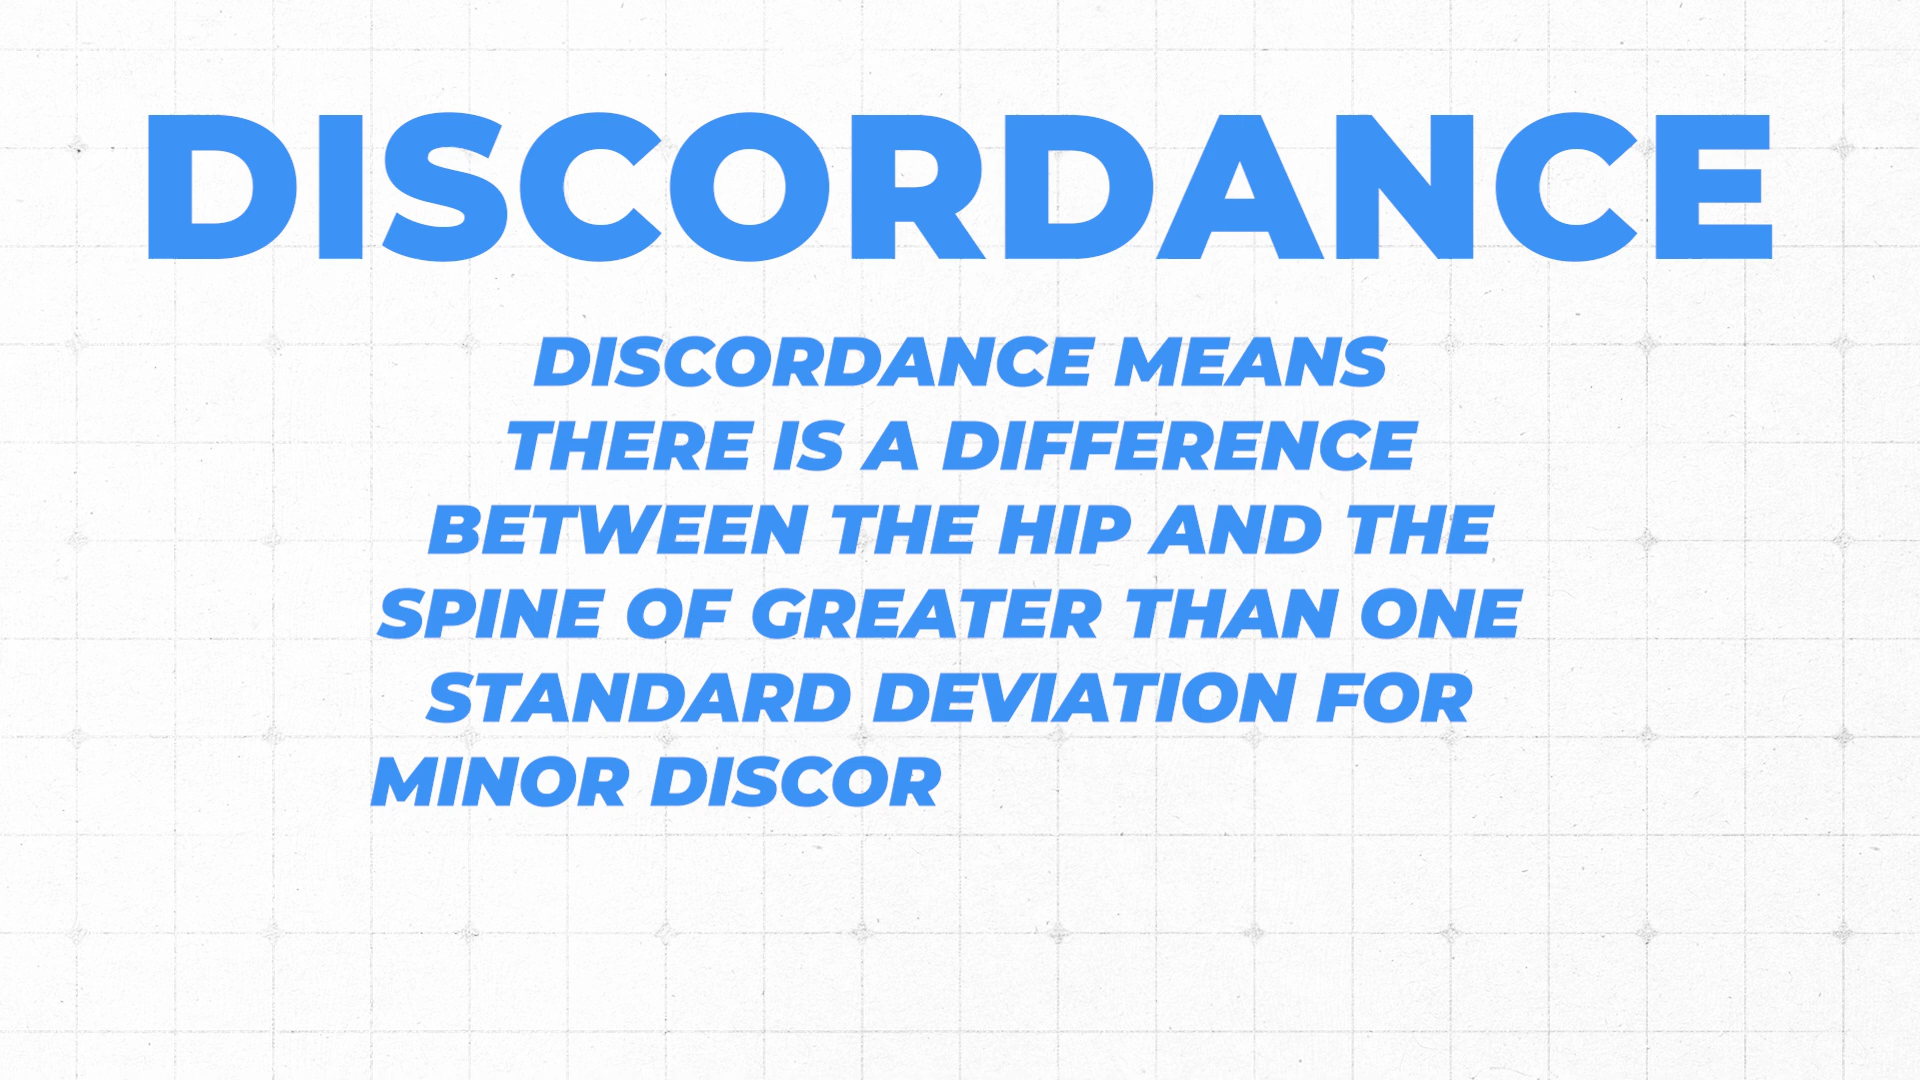 DISCORDANCE
DISCORDANCE MEANS
THERE IS A DIFFERENCE
BETWEEN THE HIP AND THE
SPINE OF GREATER THAN ONE
STANDARD DEVIATION FOR
MINOR DISCOR